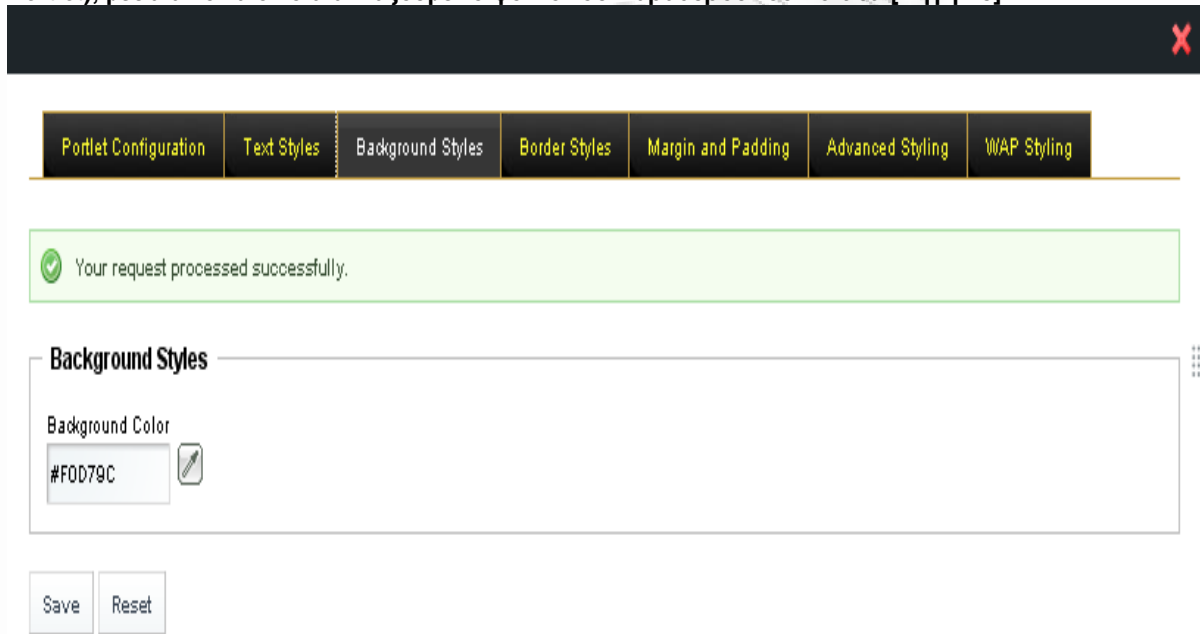 Portlet Configuration Text Styles Background Styles Border Styles Margin and Padding Advanced Styling WAP Styling
Your request processed successfully.
Background Styles
Background Color
#F0D79C
Save Reset